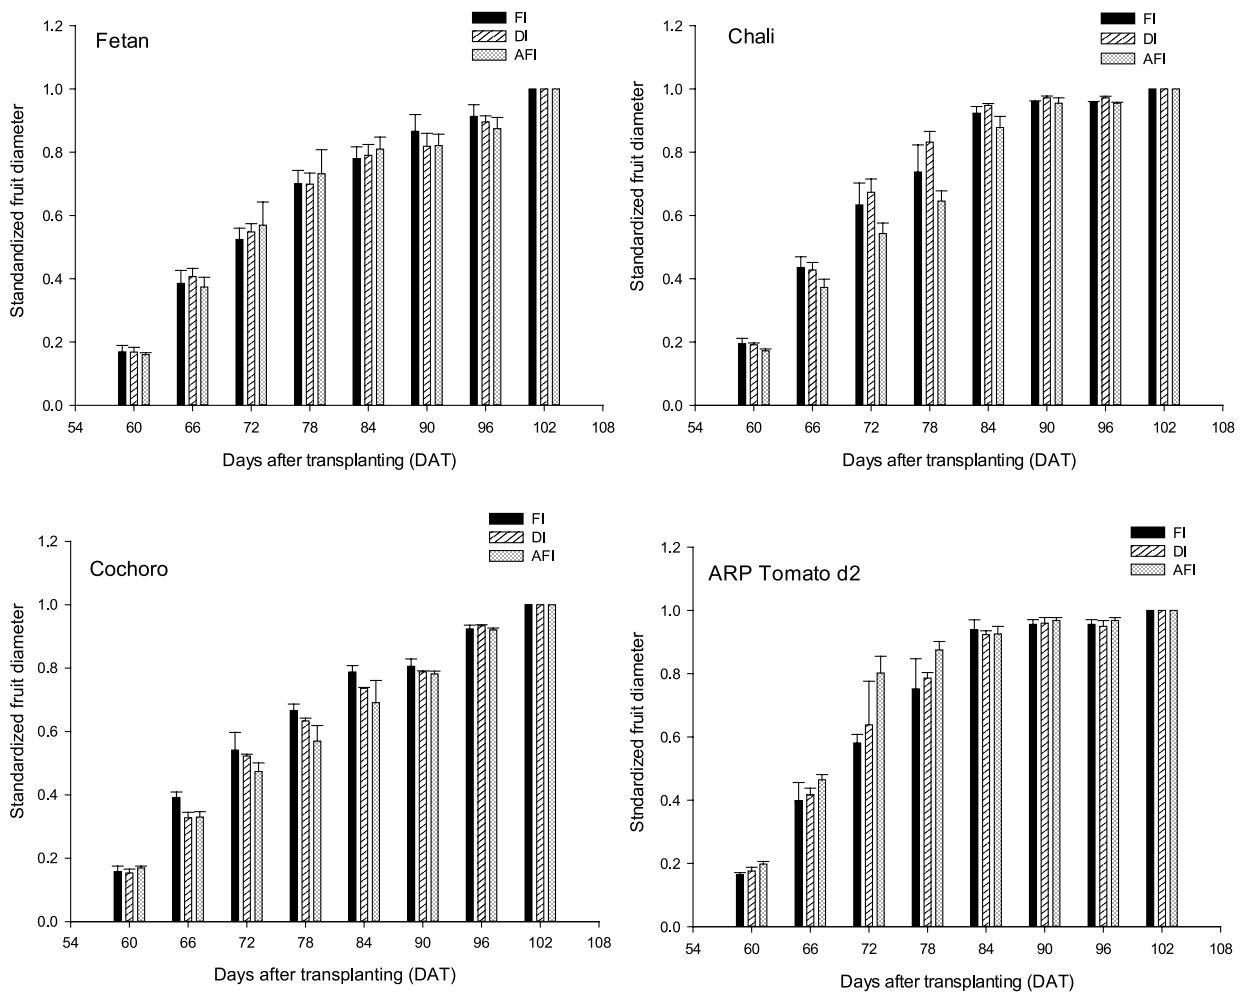 Fetan
FI
DI
AFI
Standardized fruit diameter
1.2
1.0
0.8
0.6
0.4
0.2
0.0
54 60 66 72 78 84 90 96 102 108
Days after transplanting (DAT)
Chali
FI
DI
AFI
Standardized fruit diameter
1.2
1.0
0.8
0.6
0.4
0.2
0.0
54 60 66 72 78 84 90 96 102 108
Days after transplanting (DAT)
Cochoro
FI
DI
AFI
Standardized fruit diameter
1.2
1.0
0.8
0.6
0.4
0.2
0.0
54 60 66 72 78 84 90 96 102 108
Days after transplanting (DAT)
ARP Tomato d2
FI
DI
AFI
Stndardized fruit diameter
1.2
1.0
0.8
0.6
0.4
0.2
0.0
54 60 66 72 78 84 90 96 102 108
Days after transplanting (DAT)